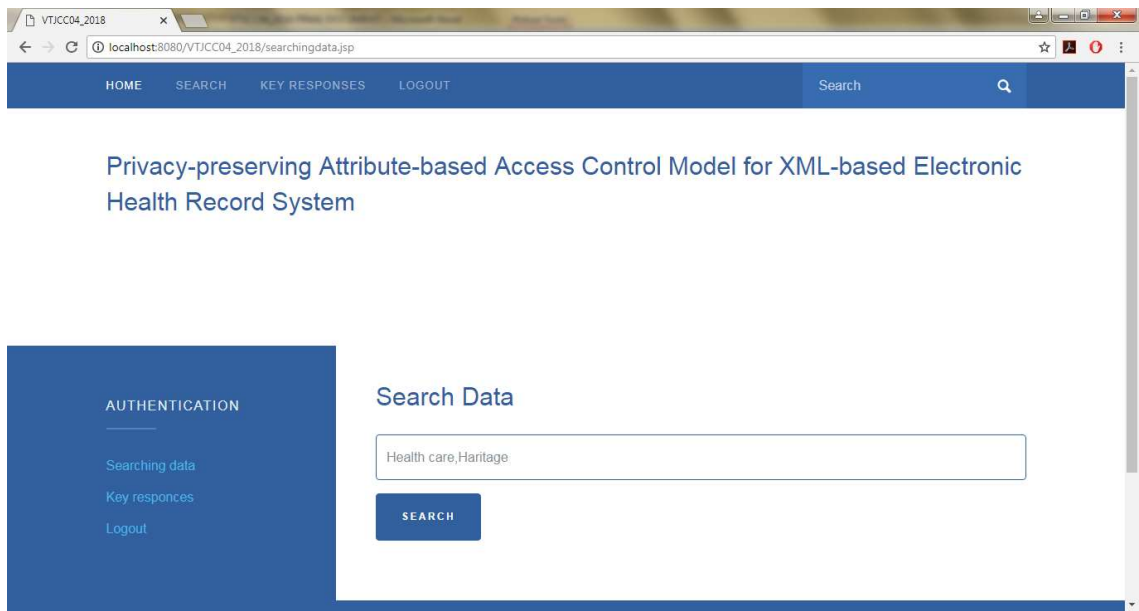 VTJCC04_2018
localhost:8080/VTJCC04_2018/searchingdata.jsp
HOME SEARCH KEY RESPONSES LOGOUT Search
Privacy-preserving Attribute-based Access Control Model for XML-based Electronic
Health Record System
AUTHENTICATION
Searching data
Key responces
Logout
Search Data
Health care,Haritage
SEARCH